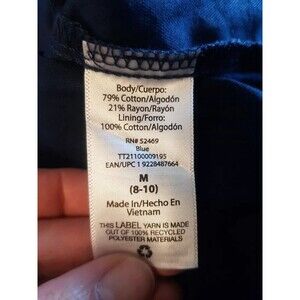 Body/Cuerpo:
79% Cotton/Algodón
21% Rayon/Rayón
Lining/Forro:
100% Cotton/Algodón
RN# 52469
Blue
TT21100009195
EAN/UPC 1 9228487664
M
(8-10)
Made In/Hecho En
Vietnam
THIS LABEL YARN IS MADE
OUT OF 100% RECYCLED
POLYESTER MATERIALS